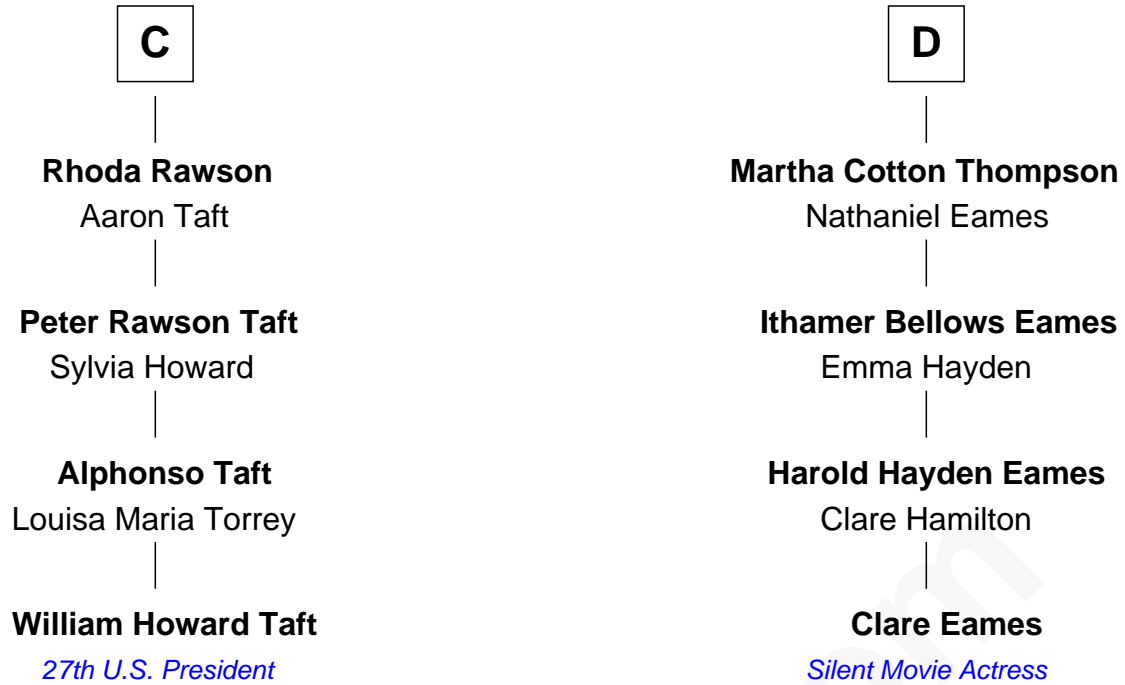 C
Rhoda Rawson
Aaron Taft
Peter Rawson Taft
Sylvia Howard
Alphonso Taft
Louisa Maria Torrey
William Howard Taft
27th U.S. President
D
Martha Cotton Thompson
Nathaniel Eames
Ithamer Bellows Eames
Emma Hayden
Harold Hayden Eames
Clare Hamilton
Clare Eames
Silent Movie Actress
om